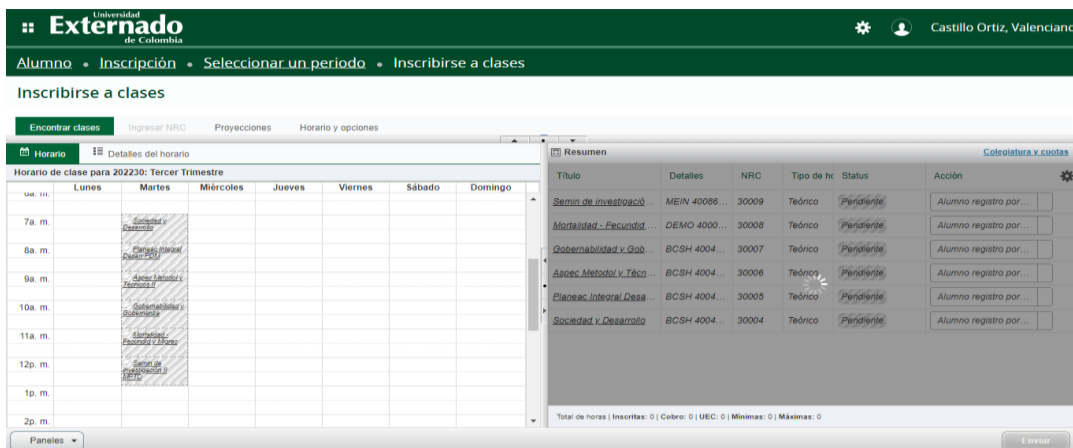 Universidad
Externado
de Colombia
Castillo Ortiz, Valenciano
Alumno • Inscripción • Seleccionar un periodo • Inscribirse a clases
Inscribirse a clases
Encontrar clases Ingresar NRC Proyecciones Horario y opciones
Horario Detalles del horario
Horario de clase para 202230: Tercer Trimestre
Lunes Martes Miércoles Jueves Viernes Sábado Domingo
6a. m.
7a. m.
Sociedad y
Desarrollo
8a. m.
Planeac Integral
Desarr PDM
9a. m.
Aspec Metodol y
Técnicos II
10a. m.
Gobernabilidad y
Gobernanza
11a. m.
Mortalidad -
Fecundid y Migrac
12p. m.
Semin de
investigación II
MPTD
1p. m.
2p. m.
Resumen Colegiatura y cuotas
Título Detalles NRC Tipo de ho Status Acción
Semin de investigació... MEIN 40086... 30009 Teórico Pendiente Alumno registro por...
Mortalidad - Fecundid ... DEMO 4000... 30008 Teórico Pendiente Alumno registro por...
Gobernabilidad y Gob... BCSH 4004... 30007 Teórico Pendiente Alumno registro por...
Aspec Metodol y Técn... BCSH 4004... 30006 Teórico Pendiente Alumno registro por...
Planeac Integral Desa... BCSH 4004... 30005 Teórico Pendiente Alumno registro por...
Sociedad y Desarrollo BCSH 4004... 30004 Teórico Pendiente Alumno registro por...
Total de horas | Inscritas: 0 | Cobro: 0 | UEC: 0 | Mínimas: 0 | Máximas: 0
Paneles Enviar